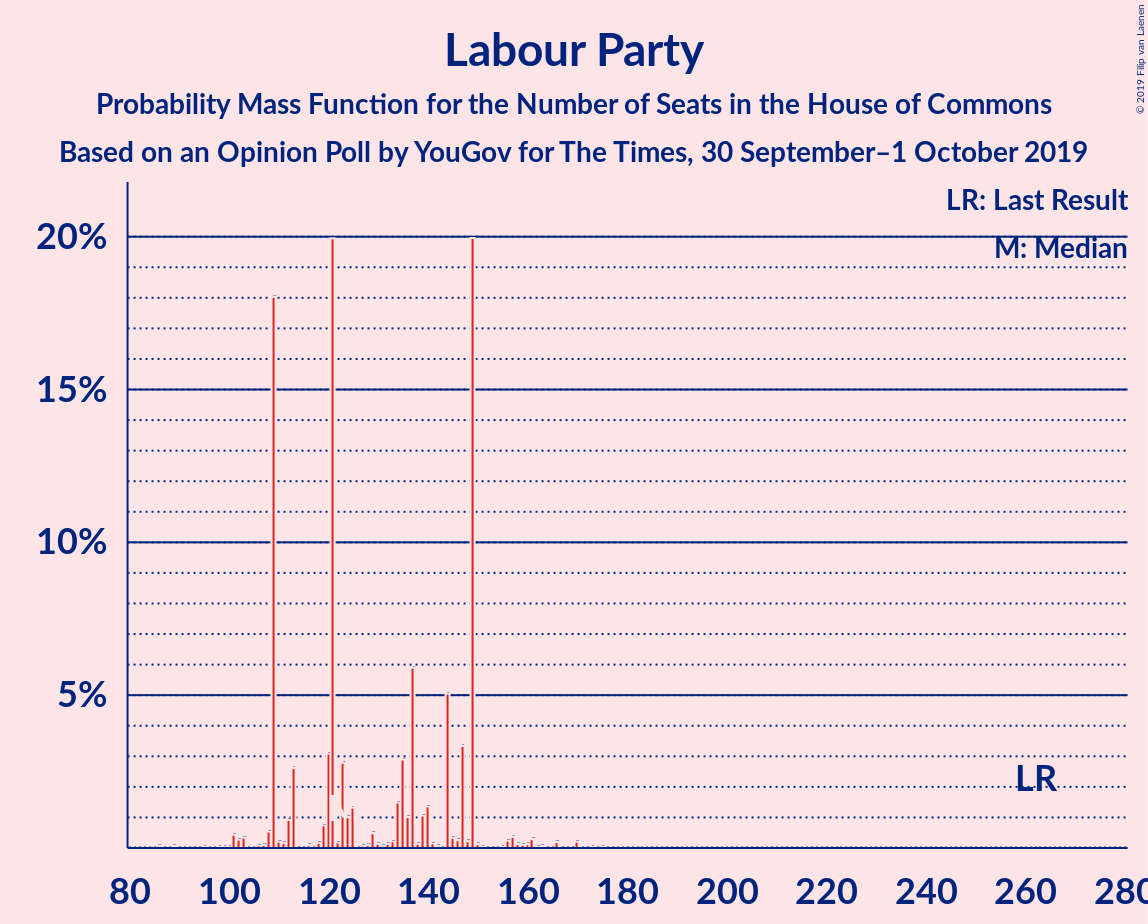 Labour Party
Probability Mass Function for the Number of Seats in the House of Commons
Based on an Opinion Poll by YouGov for The Times, 30 September–1 October 2019
© 2019 Filip van Laenen
LR: Last Result
M: Median
20%
15%
10%
5%
LR
80 100 120 140 160 180 200 220 240 260 280